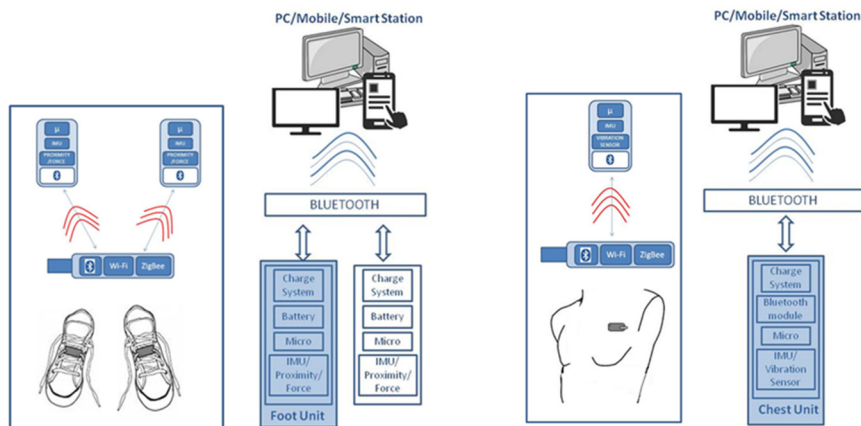 PC/Mobile/Smart Station
μ
IMU
PROXIMITY
/FORCE
μ
IMU
PROXIMITY
/FORCE
Wi-Fi
ZigBee
BLUETOOTH
Charge
System
Battery
Micro
IMU/
Proximity/
Force
Foot Unit
Charge
System
Battery
Micro
IMU/
Proximity/
Force
PC/Mobile/Smart Station
μ
IMU
VIBRATION
SENSOR
Wi-Fi
ZigBee
BLUETOOTH
Charge
System
Bluetooth
module
Micro
IMU/
Vibration
Sensor
Chest Unit